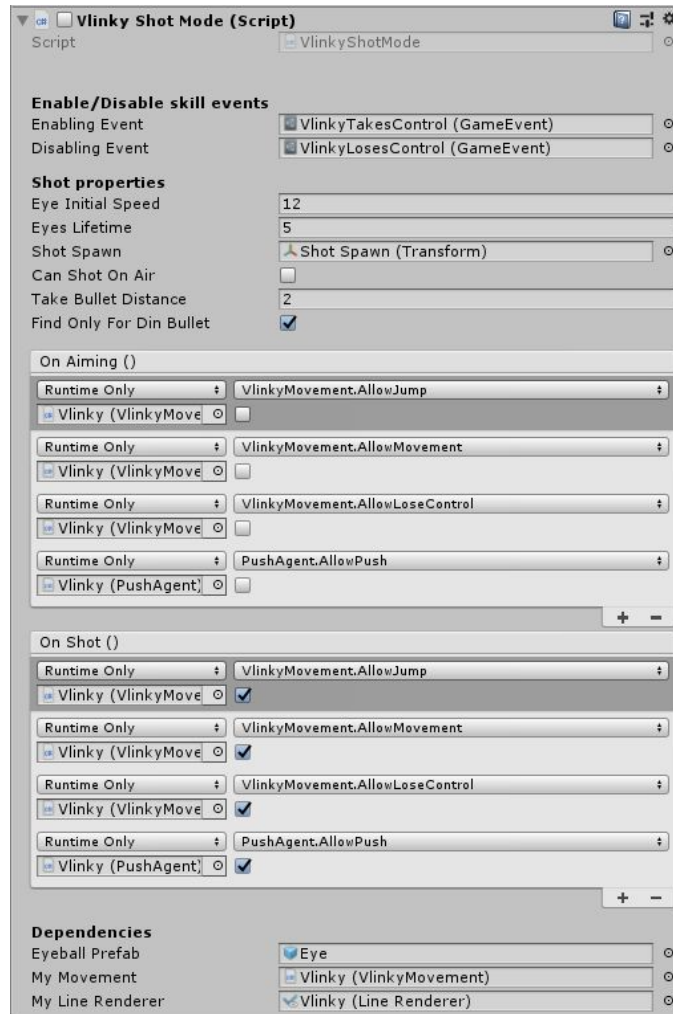 Vlinky Shot Mode (Script)
Script VlinkyShotMode
Enable/Disable skill events
Enabling Event VlinkyTakesControl (GameEvent)
Disabling Event VlinkyLosesControl (GameEvent)
Shot properties
Eye Initial Speed 12
Eyes Lifetime 5
Shot Spawn Shot Spawn (Transform)
Can Shot On Air
Take Bullet Distance 2
Find Only For Din Bullet
On Aiming ()
Runtime Only VlinkyMovement.AllowJump
Vlinky (VlinkyMove
Runtime Only VlinkyMovement.AllowMovement
Vlinky (VlinkyMove
Runtime Only VlinkyMovement.AllowLoseControl
Vlinky (VlinkyMove
Runtime Only PushAgent.AllowPush
Vlinky (PushAgent)
+ −
On Shot ()
Runtime Only VlinkyMovement.AllowJump
Vlinky (VlinkyMove
Runtime Only VlinkyMovement.AllowMovement
Vlinky (VlinkyMove
Runtime Only VlinkyMovement.AllowLoseControl
Vlinky (VlinkyMove
Runtime Only PushAgent.AllowPush
Vlinky (PushAgent)
+ −
Dependencies
Eyeball Prefab Eye
My Movement Vlinky (VlinkyMovement)
My Line Renderer Vlinky (Line Renderer)